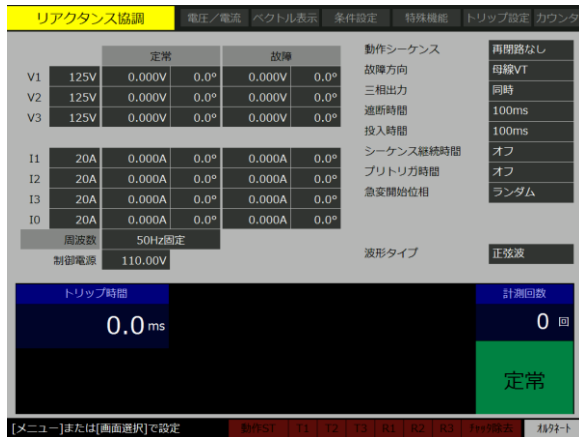 リアクタンス協調 電圧／電流 ベクトル表示 条件設定 特殊機能 トリップ設定 カウンタ
定常 故障
V1 125V 0.000V 0.0° 0.000V 0.0°
V2 125V 0.000V 0.0° 0.000V 0.0°
V3 125V 0.000V 0.0° 0.000V 0.0°
I1 20A 0.000A 0.0° 0.000A 0.0°
I2 20A 0.000A 0.0° 0.000A 0.0°
I3 20A 0.000A 0.0° 0.000A 0.0°
I0 20A 0.000A 0.0° 0.000A 0.0°
周波数 50Hz固定
制御電源 110.00V
動作シーケンス 再閉路なし
故障方向 母線VT
三相出力 同時
遮断時間 100ms
投入時間 100ms
シーケンス継続時間 オフ
プリトリガ時間 オフ
急変開始位相 ランダム
波形タイプ 正弦波
トリップ時間
0.0 ms
計測回数
0 回
定常
[メニュー]または[画面選択]で設定 動作ST T1 T2 T3 R1 R2 R3 ﾁｬﾀﾘ除去 ｵﾙﾀﾈｰﾄ